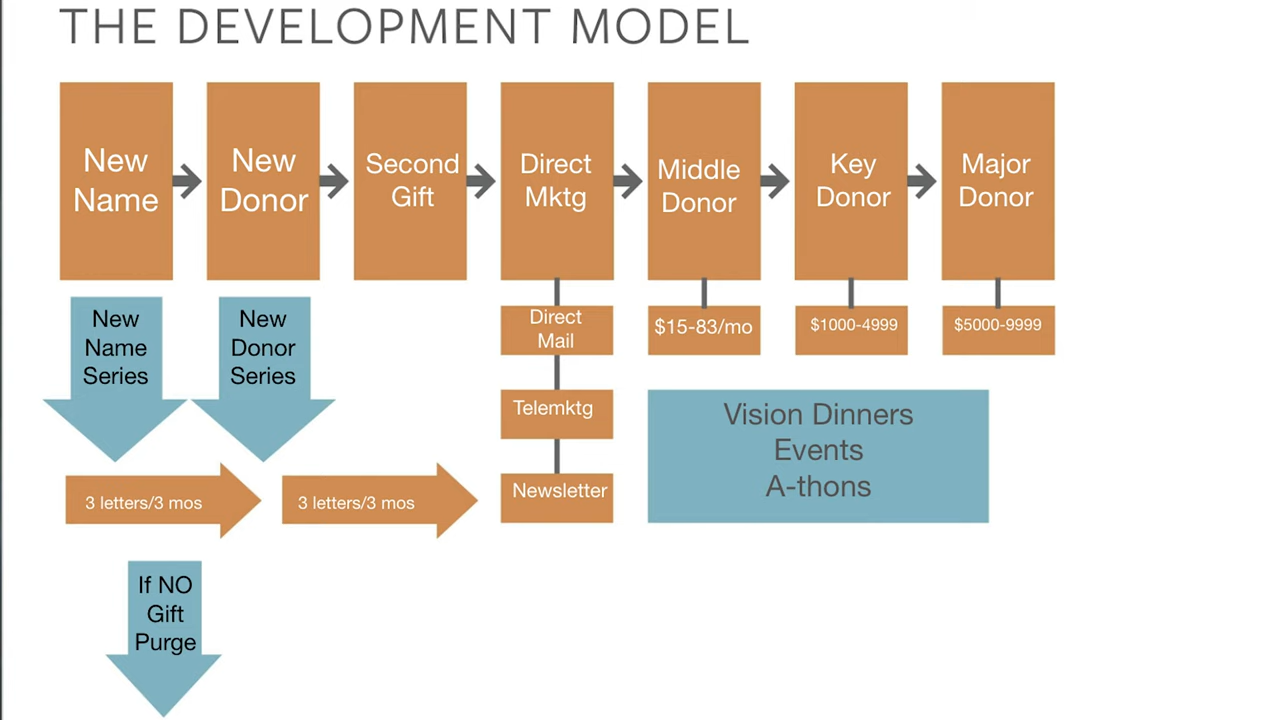 THE DEVELOPMENT MODEL
New
Name
New
Donor
Second
Gift
Direct
Mktg
Middle
Donor
Key
Donor
Major
Donor
New
Name
Series
New
Donor
Series
Direct
Mail
$15-83/mo
$1000-4999
$5000-9999
Telemktg
Vision Dinners
Events
A-thons
3 letters/3 mos
3 letters/3 mos
Newsletter
If NO
Gift
Purge